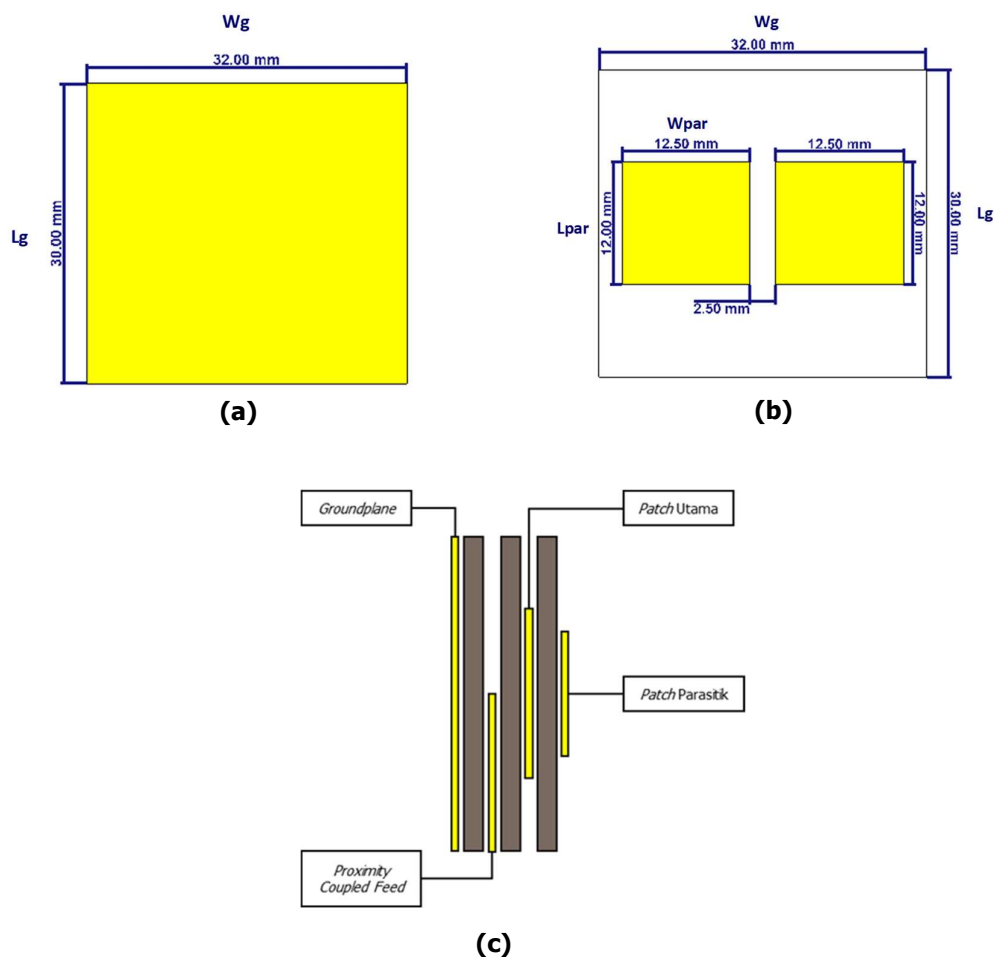 Wg
32.00 mm
Lg
30.00 mm
(a)
Wg
32.00 mm
Wpar
12.50 mm
12.50 mm
Lpar
12.00 mm
12.00 mm
30.00 mm
Lg
2.50 mm
(b)
Groundplane
Patch Utama
Patch Parasitik
Proximity
Coupled Feed
(c)